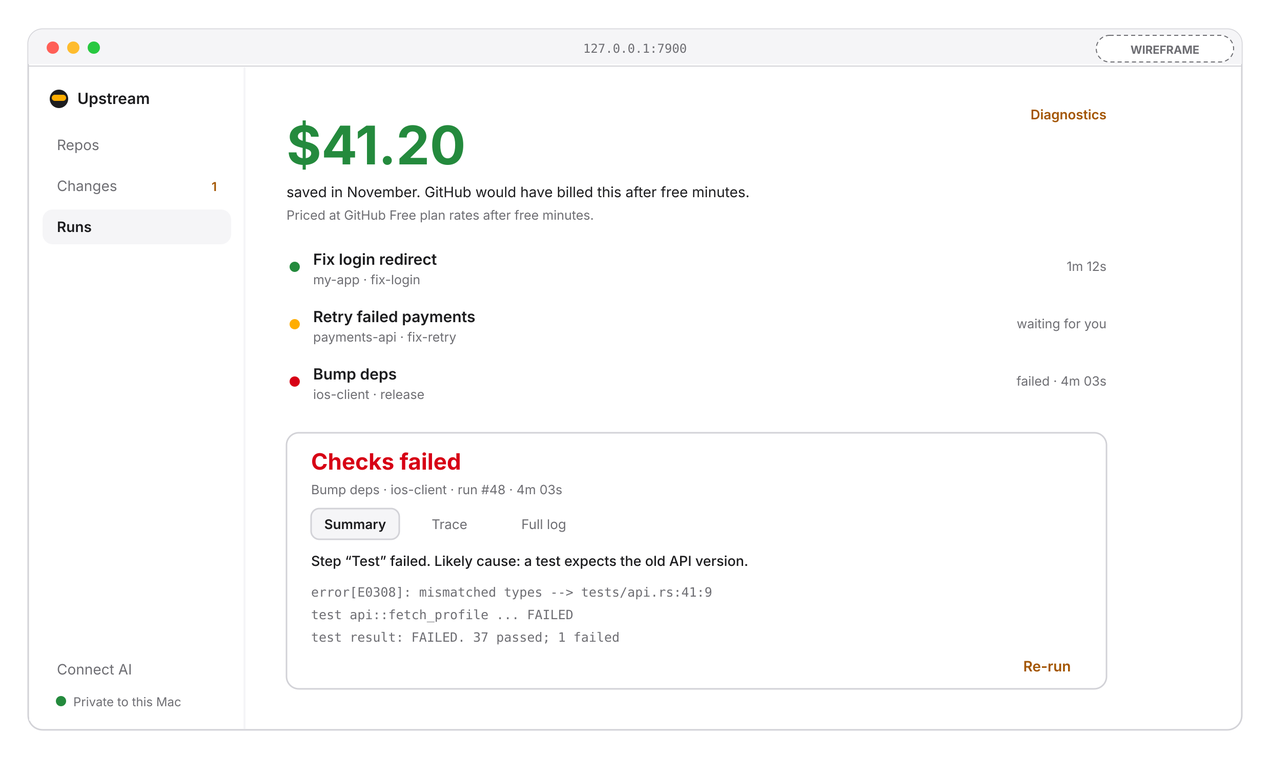 127.0.0.1:7900
WIREFRAME
Upstream
Repos
Changes 1
Runs
Connect AI
Private to this Mac
Diagnostics
$41.20
saved in November. GitHub would have billed this after free minutes.
Priced at GitHub Free plan rates after free minutes.
Fix login redirect
my-app · fix-login
1m 12s
Retry failed payments
payments-api · fix-retry
waiting for you
Bump deps
ios-client · release
failed · 4m 03s
Checks failed
Bump deps · ios-client · run #48 · 4m 03s
Summary Trace Full log
Step “Test” failed. Likely cause: a test expects the old API version.
error[E0308]: mismatched types --> tests/api.rs:41:9
test api::fetch_profile ... FAILED
test result: FAILED. 37 passed; 1 failed
Re-run